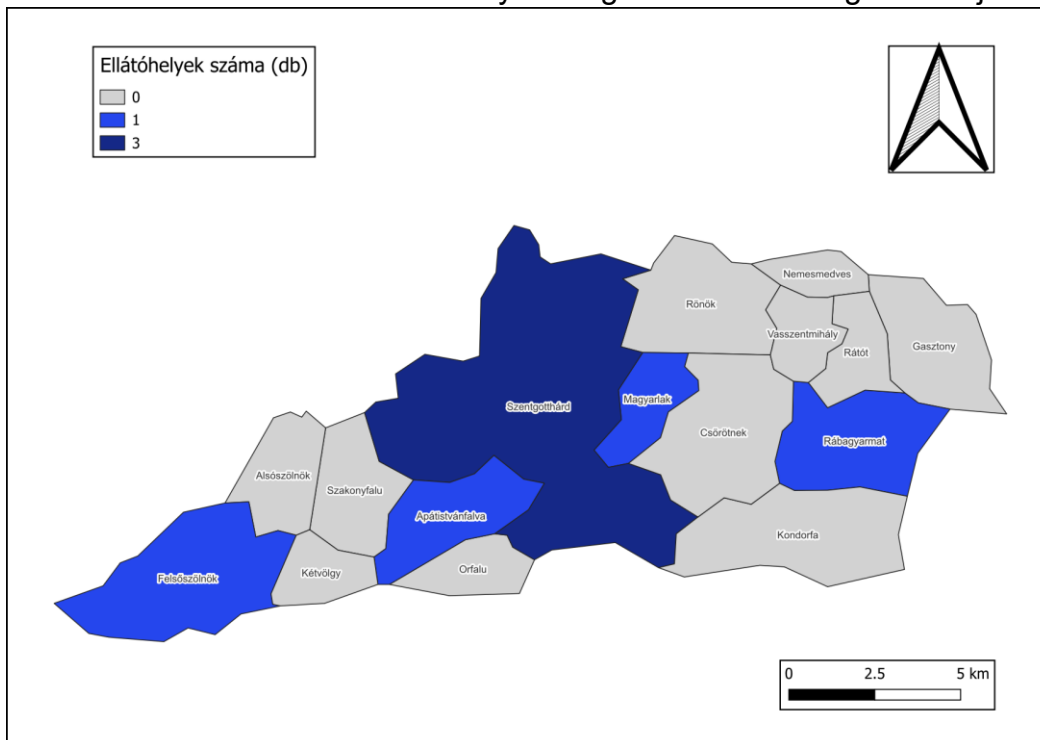 Ellátóhelyek száma (db)
0
1
3
Nemesmedves
Rönök
Vasszentmihály
Rátót
Gasztony
Szentgotthárd
Magyarlak
Csörötnek
Rábagyarmat
Alsószölnök
Szakonyfalu
Apátistvánfalva
Kondorfa
Felsőszölnök
Kétvölgy
Orfalu
0 2.5 5 km